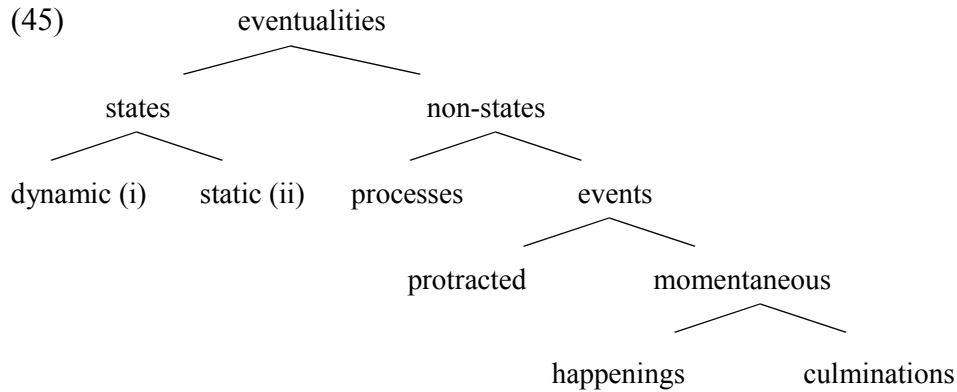 (45) eventualities
states non-states
dynamic (i) static (ii) processes events
protracted momentaneous
happenings culminations